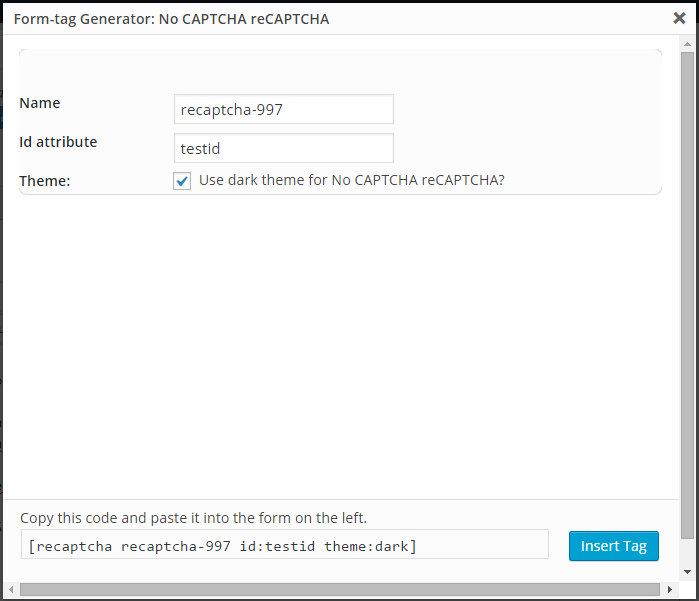 Form-tag Generator: No CAPTCHA reCAPTCHA
Name
recaptcha-997
Id attribute
testid
Theme:
Use dark theme for No CAPTCHA reCAPTCHA?
Copy this code and paste it into the form on the left.
[recaptcha recaptcha-997 id:testid theme:dark]
Insert Tag